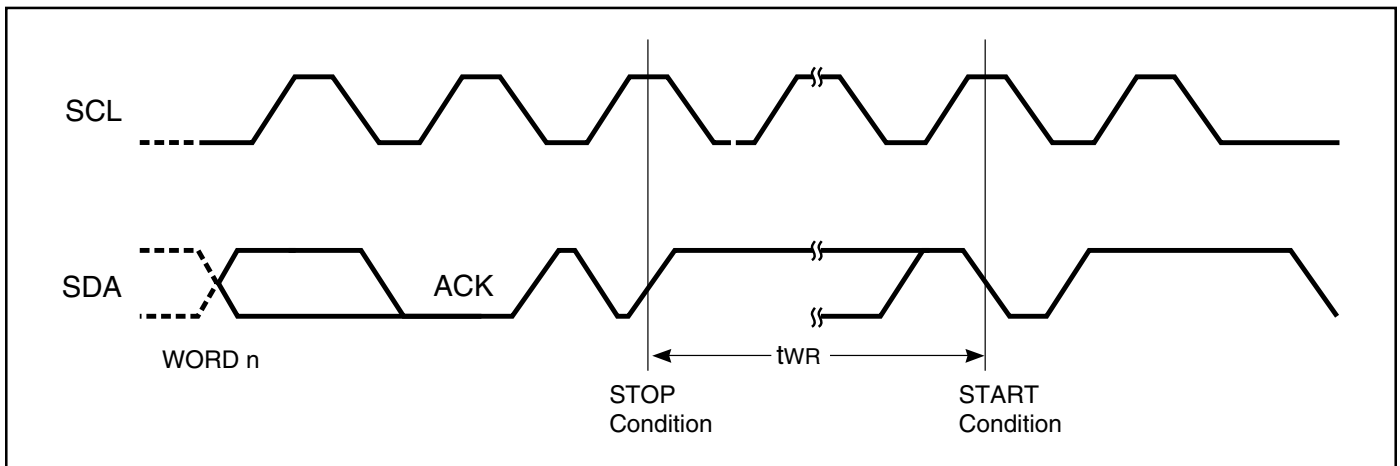 SCL
SDA
ACK
WORD n
tWR
STOP
Condition
START
Condition